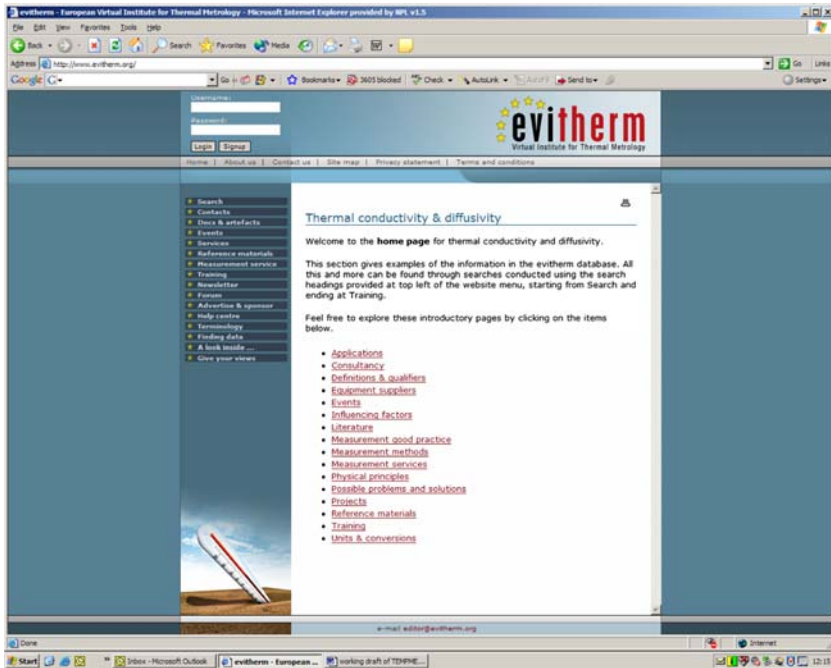 evitherm - European Virtual Institute for Thermal Metrology - Microsoft Internet Explorer provided by NPL v1.5
File Edit View Favorites Tools Help
Back Search Favorites Media
Address http://www.evitherm.org/ Go Links
Google Go Bookmarks 3605 blocked Check AutoLink AutoFill Send to Settings
Username:
Password:
Login Signup
evitherm
Virtual Institute for Thermal Metrology
Home | About us | Contact us | Site map | Privacy statement | Terms and conditions
Search
Contacts
Docs & artefacts
Events
Services
Reference materials
Measurement service
Training
Newsletter
Forum
Advertise & sponsor
Help centre
Terminology
Finding data
A look inside ...
Give your views
Thermal conductivity & diffusivity
Welcome to the home page for thermal conductivity and diffusivity.
This section gives examples of the information in the evitherm database. All
this and more can be found through searches conducted using the search
headings provided at top left of the website menu, starting from Search and
ending at Training.
Feel free to explore these introductory pages by clicking on the items
below.
Applications
Consultancy
Definitions & qualifiers
Equipment suppliers
Events
Influencing factors
Literature
Measurement good practice
Measurement methods
Measurement services
Physical principles
Possible problems and solutions
Projects
Reference materials
Training
Units & conversions
e-mail editor@evitherm.org
Done Internet
Start Inbox - Microsoft Outlook evitherm - European ... working draft of TEMPME...